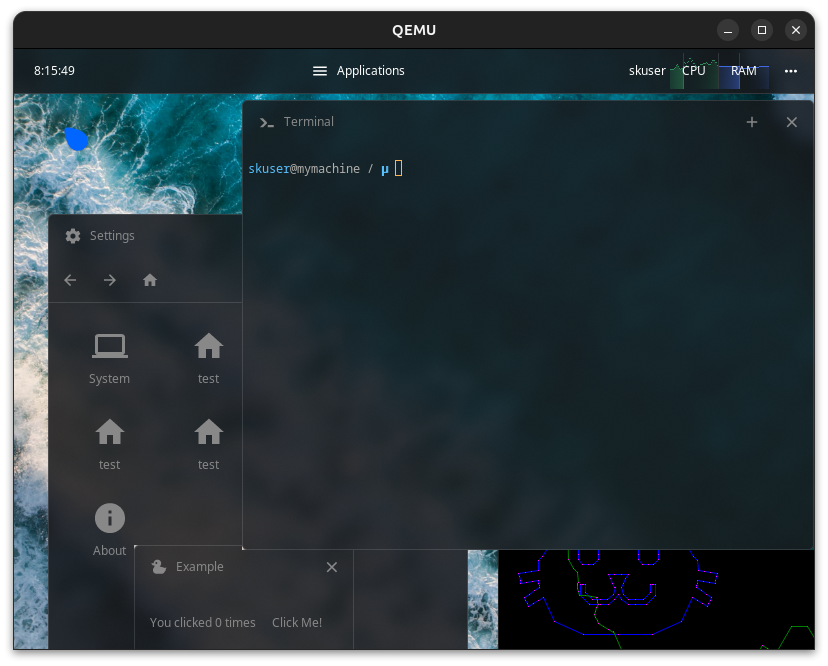 QEMU
8:15:49
Applications
skuser
CPU
RAM
Terminal
skuser@mymachine / µ
Settings
System
test
test
test
About
Example
You clicked 0 times
Click Me!